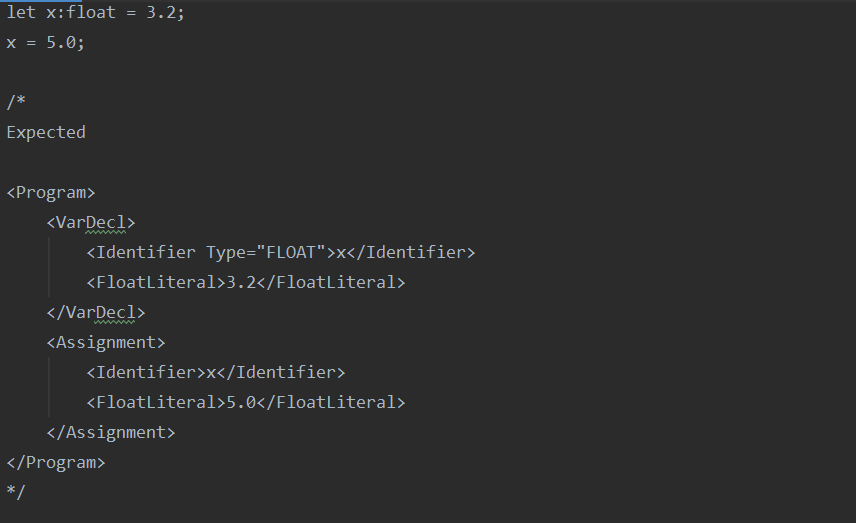 let x:float = 3.2;
x = 5.0;
/*
Expected
<Program>
<VarDecl>
<Identifier Type="FLOAT">x</Identifier>
<FloatLiteral>3.2</FloatLiteral>
</VarDecl>
<Assignment>
<Identifier>x</Identifier>
<FloatLiteral>5.0</FloatLiteral>
</Assignment>
</Program>
*/